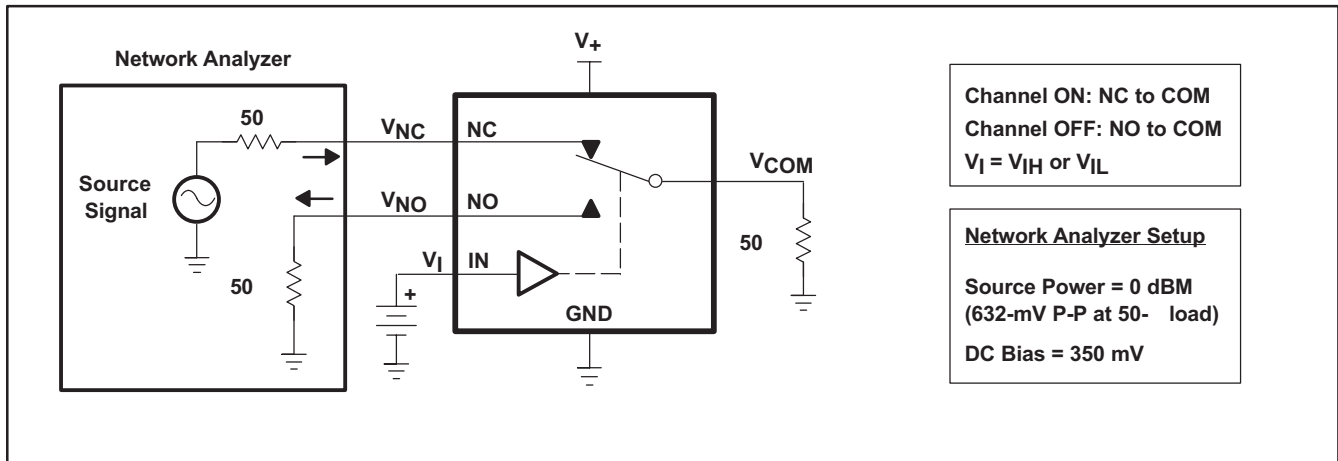 Network Analyzer
V+
50
VNC
NC
VCOM
Source
Signal
VNO
NO
50
50
VI
IN
+
GND
Channel ON: NC to COM
Channel OFF: NO to COM
VI = VIH or VIL
Network Analyzer Setup
Source Power = 0 dBM
(632-mV P-P at 50- load)
DC Bias = 350 mV